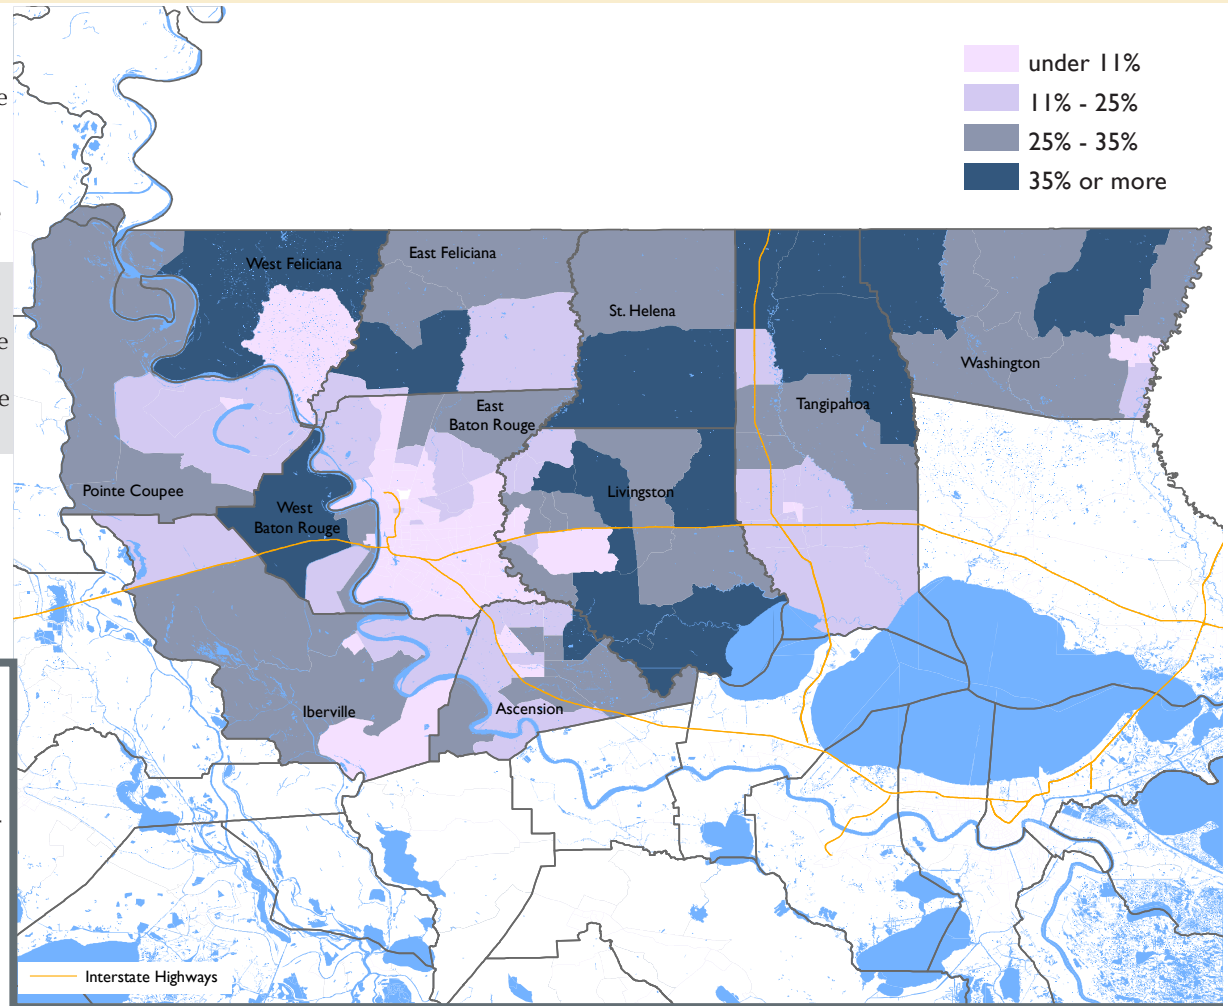 under 11%
11% - 25%
25% - 35%
35% or more
West Feliciana
East Feliciana
St. Helena
Washington
Tangipahoa
East
Baton Rouge
Pointe Coupee
Livingston
West
Baton Rouge
Iberville
Ascension
Interstate Highways